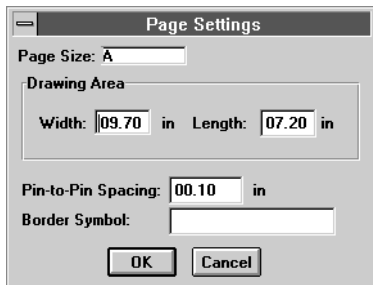 Page Settings
Page Size: A
Drawing Area
Width: 09.70 in Length: 07.20 in
Pin-to-Pin Spacing: 00.10 in
Border Symbol:
OK Cancel